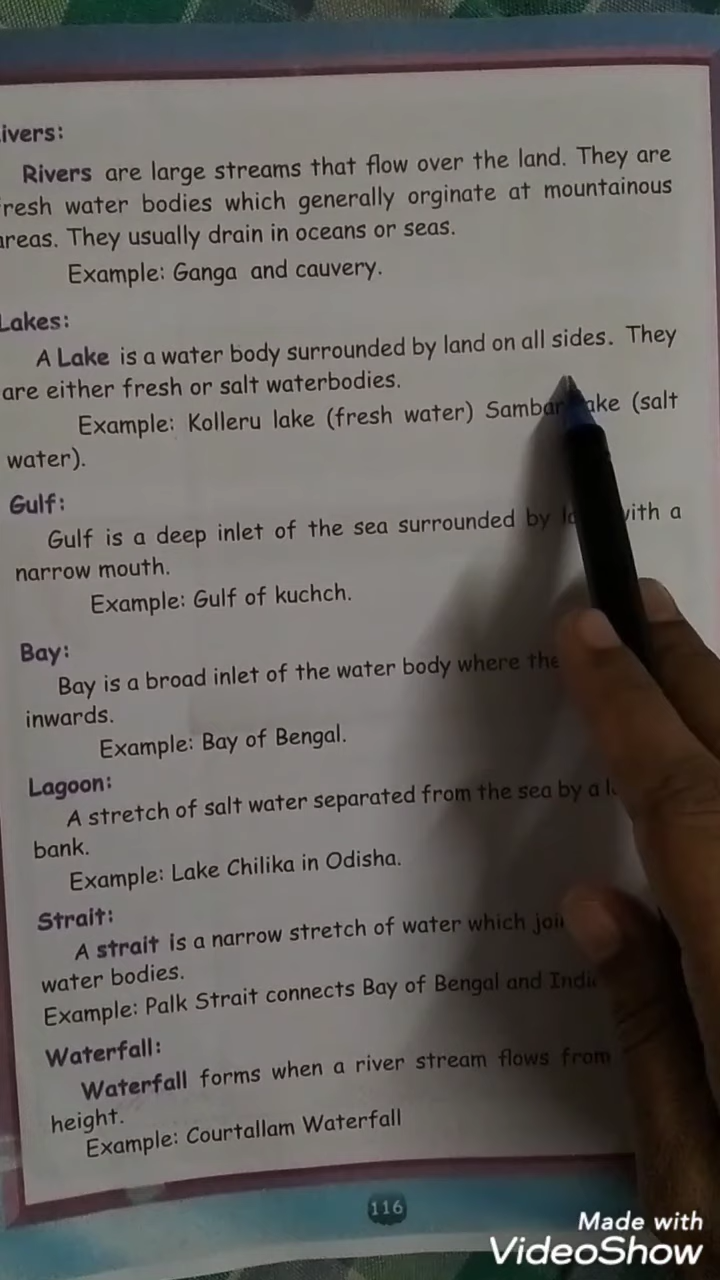 ivers:
Rivers are large streams that flow over the land. They are
resh water bodies which generally orginate at mountainous
areas. They usually drain in oceans or seas.
Example: Ganga and cauvery.
Lakes:
A Lake is a water body surrounded by land on all sides. They
are either fresh or salt waterbodies.
Example: Kolleru lake (fresh water) Sambar lake (salt
water).
Gulf:
Gulf is a deep inlet of the sea surrounded by with a
narrow mouth.
Example: Gulf of kuchch.
Bay:
Bay is a broad inlet of the water body where the
inwards.
Example: Bay of Bengal.
Lagoon:
A stretch of salt water separated from the sea by a
bank.
Example: Lake Chilika in Odisha.
Strait:
A strait is a narrow stretch of water which
water bodies.
Example: Palk Strait connects Bay of Bengal and
Waterfall:
Waterfall forms when a river stream flows from
height.
Example: Courtallam Waterfall
116
Made with
VideoShow